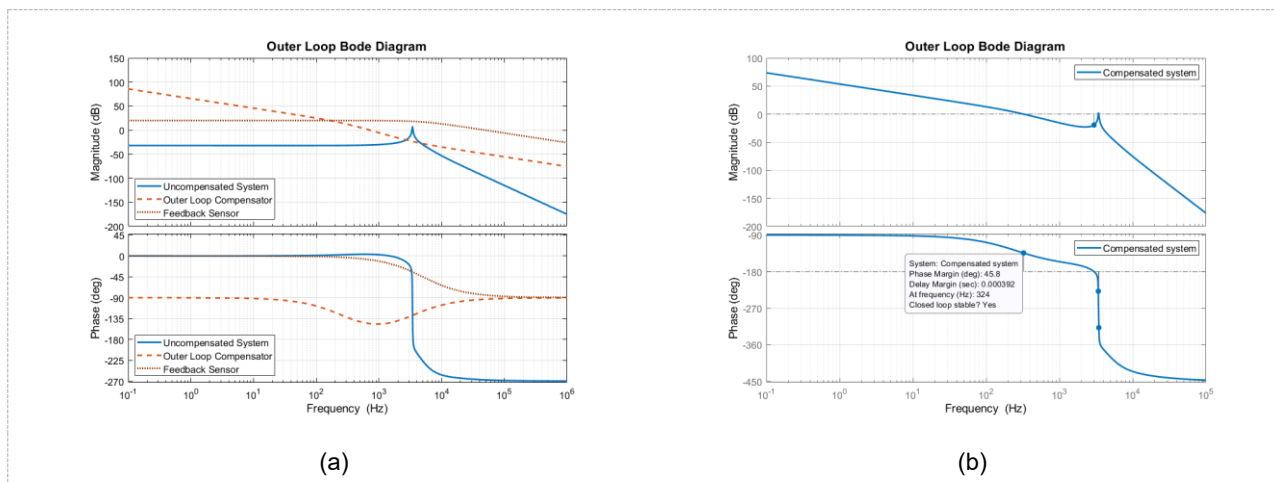 Outer Loop Bode Diagram
150
100
50
0
-50
-100
-150
-200
Magnitude (dB)
Uncompensated System
Outer Loop Compensator
Feedback Sensor
45
0
-45
-90
-135
-180
-225
-270
Phase (deg)
Uncompensated System
Outer Loop Compensator
Feedback Sensor
10^-1 10^0 10^1 10^2 10^3 10^4 10^5 10^6
Frequency (Hz)
(a)
Outer Loop Bode Diagram
100
50
0
-50
-100
-150
-200
Magnitude (dB)
Compensated system
-90
-180
-270
-360
-450
Phase (deg)
Compensated system
System: Compensated system
Phase Margin (deg): 45.8
Delay Margin (sec): 0.000392
At frequency (Hz): 324
Closed loop stable? Yes
10^-1 10^0 10^1 10^2 10^3 10^4 10^5
Frequency (Hz)
(b)